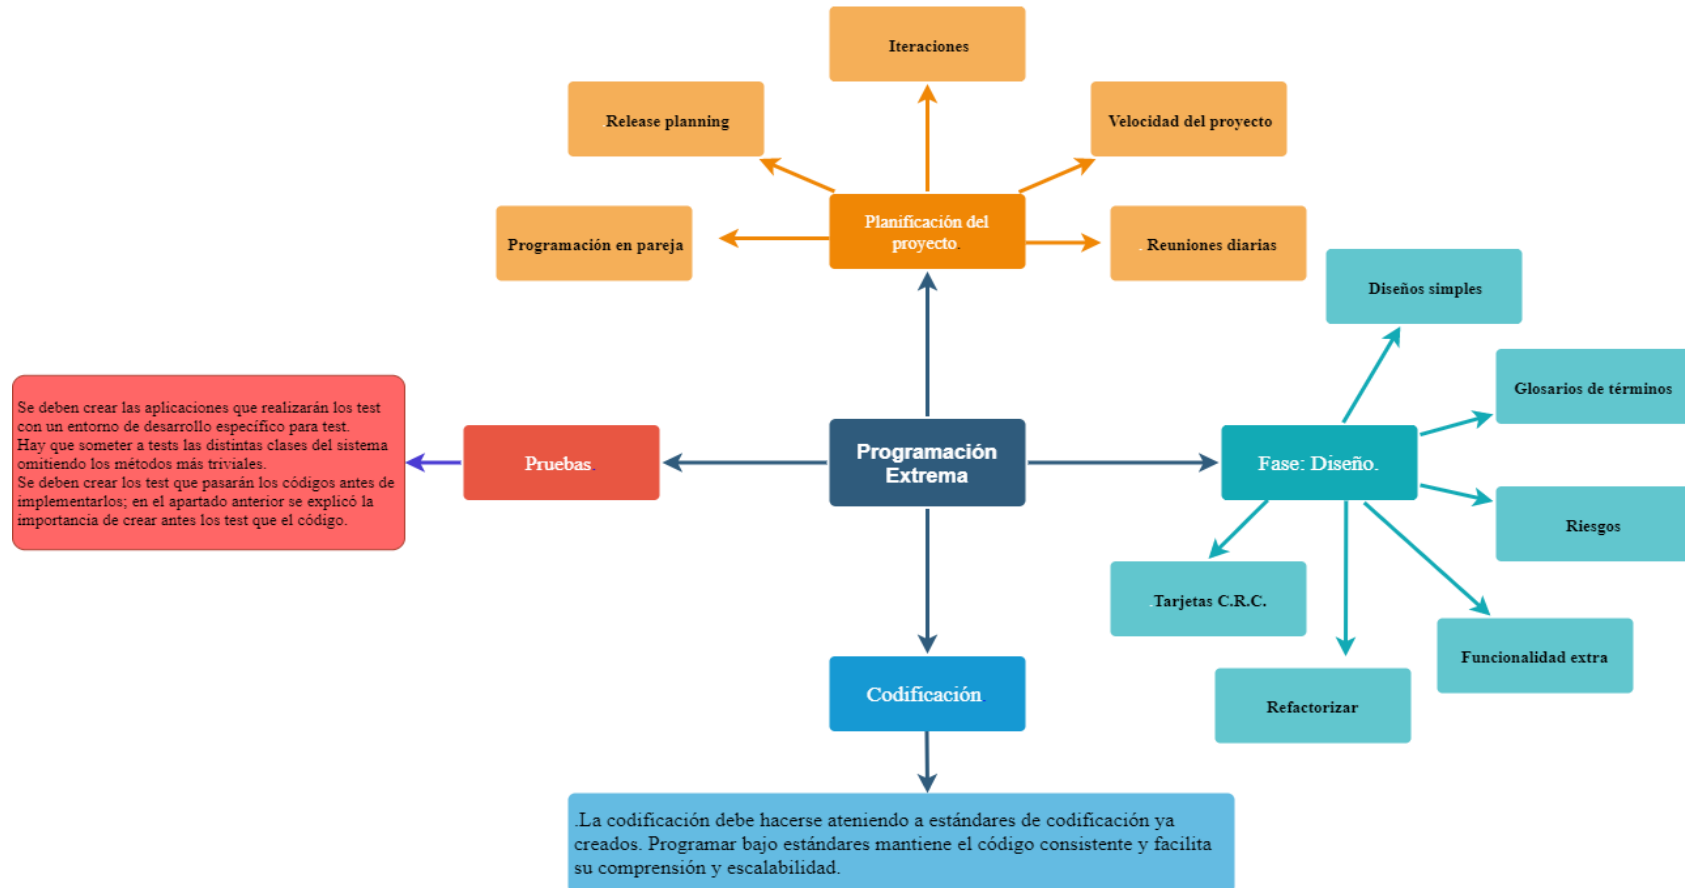 Iteraciones
Release planning
Velocidad del proyecto
Programación en pareja
Planificación del
proyecto.
. Reuniones diarias
Diseños simples
Glosarios de términos
Se deben crear las aplicaciones que realizarán los test
con un entorno de desarrollo específico para test.
Hay que someter a tests las distintas clases del sistema
omitiendo los métodos más triviales.
Se deben crear los test que pasarán los códigos antes de
implementarlos; en el apartado anterior se explicó la
importancia de crear antes los test que el código.
Pruebas.
Programación
Extrema
Fase: Diseño.
Riesgos
.Tarjetas C.R.C.
Funcionalidad extra
Refactorizar
Codificación.
.La codificación debe hacerse ateniendo a estándares de codificación ya
creados. Programar bajo estándares mantiene el código consistente y facilita
su comprensión y escalabilidad.